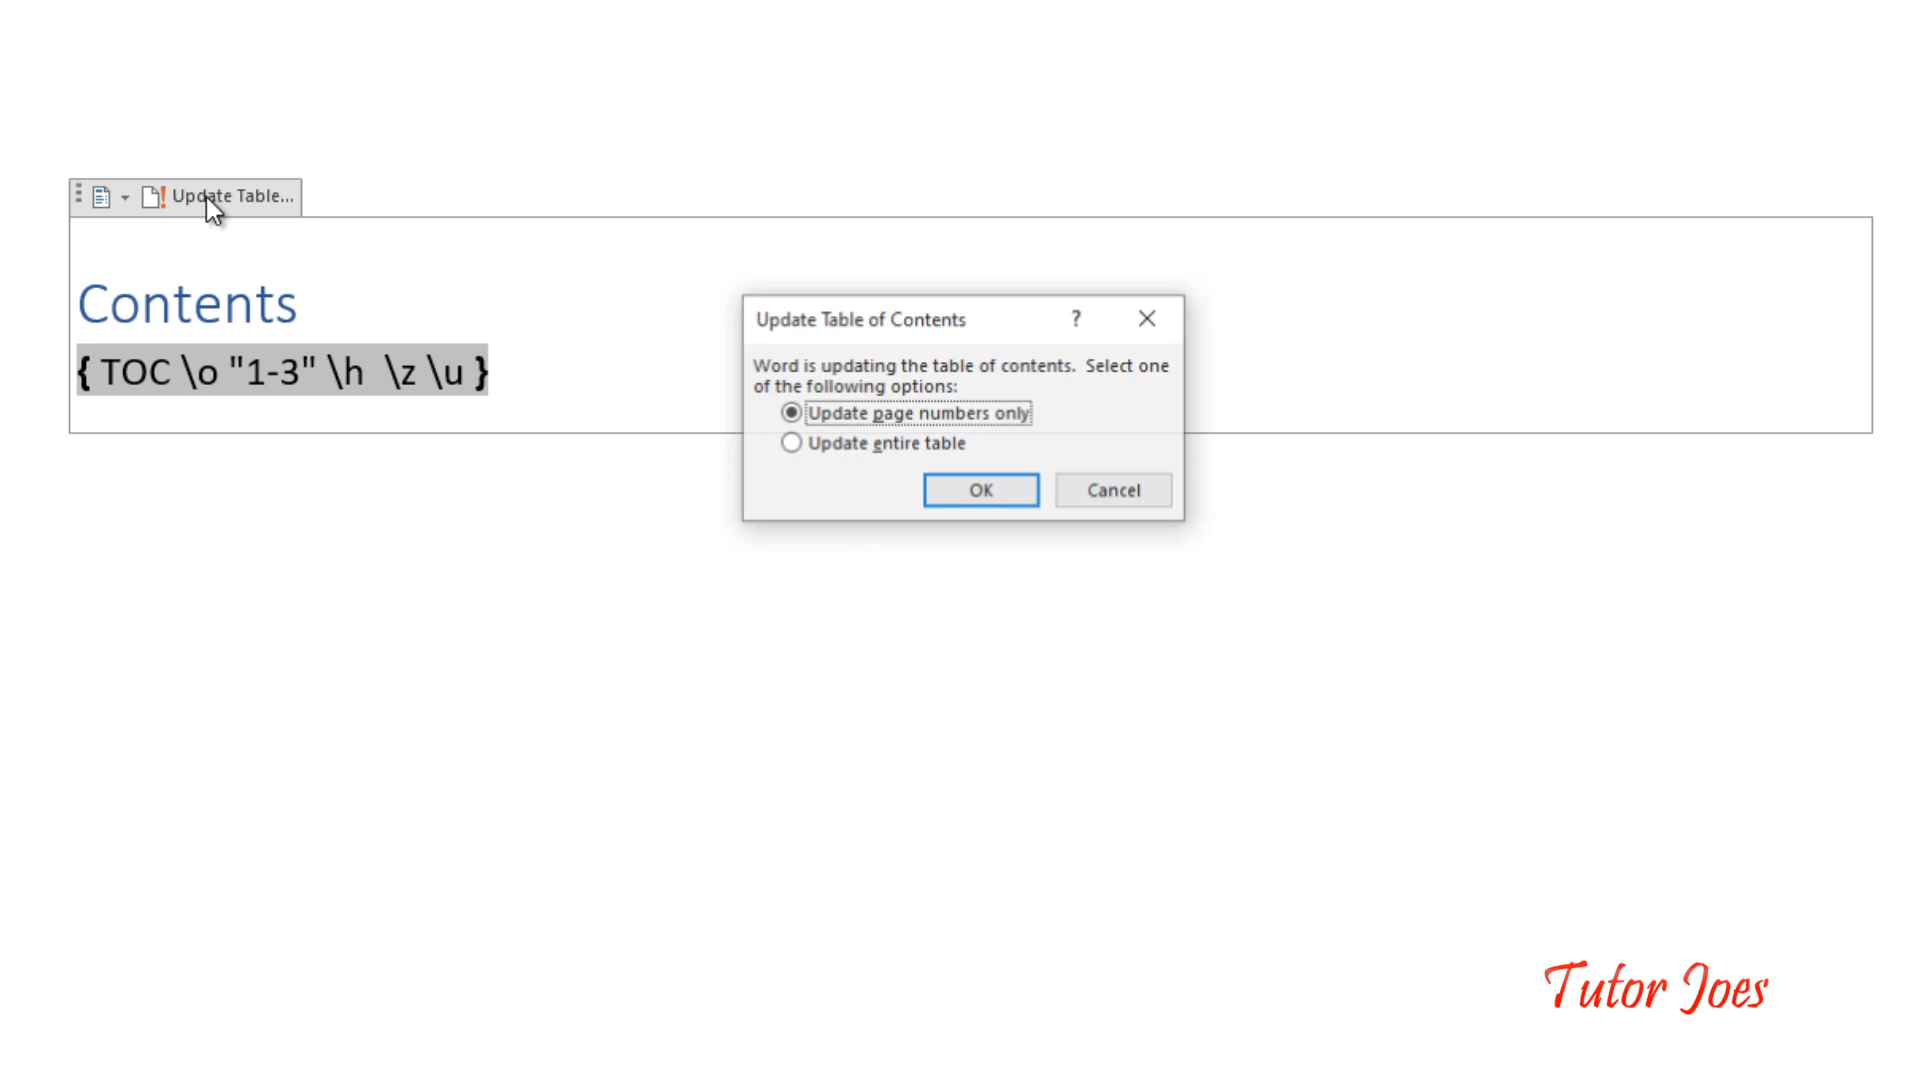 Update Table...
Contents
{ TOC \o "1-3" \h  \z \u }
Update Table of Contents
?
Word is updating the table of contents.  Select one
of the following options:
Update page numbers only
Update entire table
OK Cancel
Tutor Joes